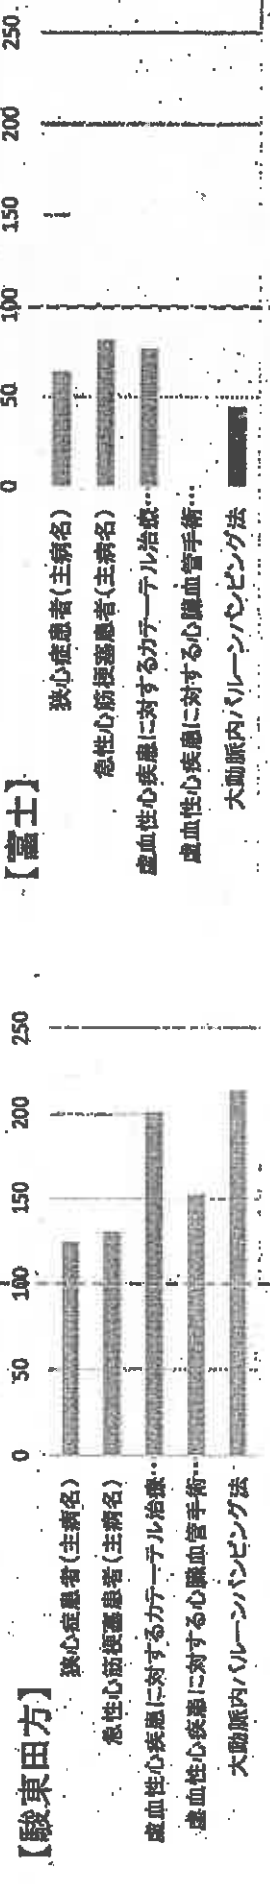 【駿東田方】
0 50 100 150 200 250
狭心症患者(主病名)
急性心筋梗塞患者(主病名)
虚血性心疾患に対するカテーテル治療…
虚血性心疾患に対する心臓血管手術…
大動脈内バルーンパンピング法
【富士】
0 50 100 150 200 250
狭心症患者(主病名)
急性心筋梗塞患者(主病名)
虚血性心疾患に対するカテーテル治療…
虚血性心疾患に対する心臓血管手術…
大動脈内バルーンパンピング法